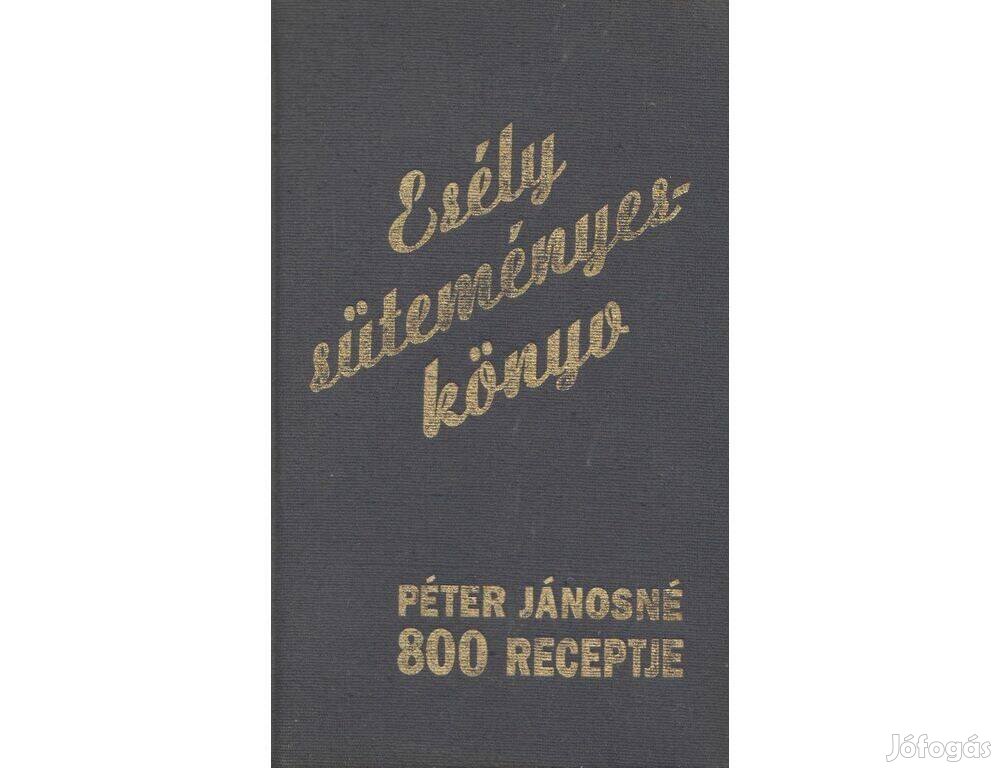 Esély
süteményes-
könyv
PÉTER JÁNOSNÉ
800 RECEPTJE
Jófogás